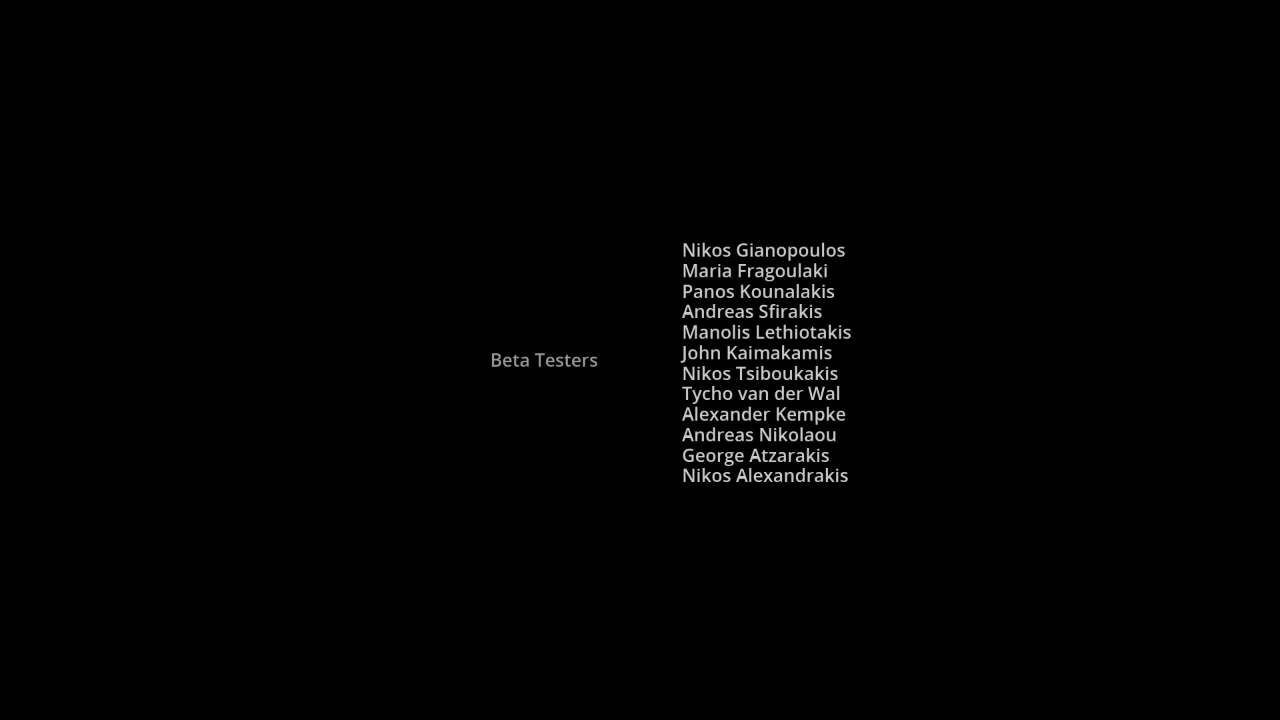 Beta Testers
Nikos Gianopoulos
Maria Fragoulaki
Panos Kounalakis
Andreas Sfirakis
Manolis Lethiotakis
John Kaimakamis
Nikos Tsiboukakis
Tycho van der Wal
Alexander Kempke
Andreas Nikolaou
George Atzarakis
Nikos Alexandrakis